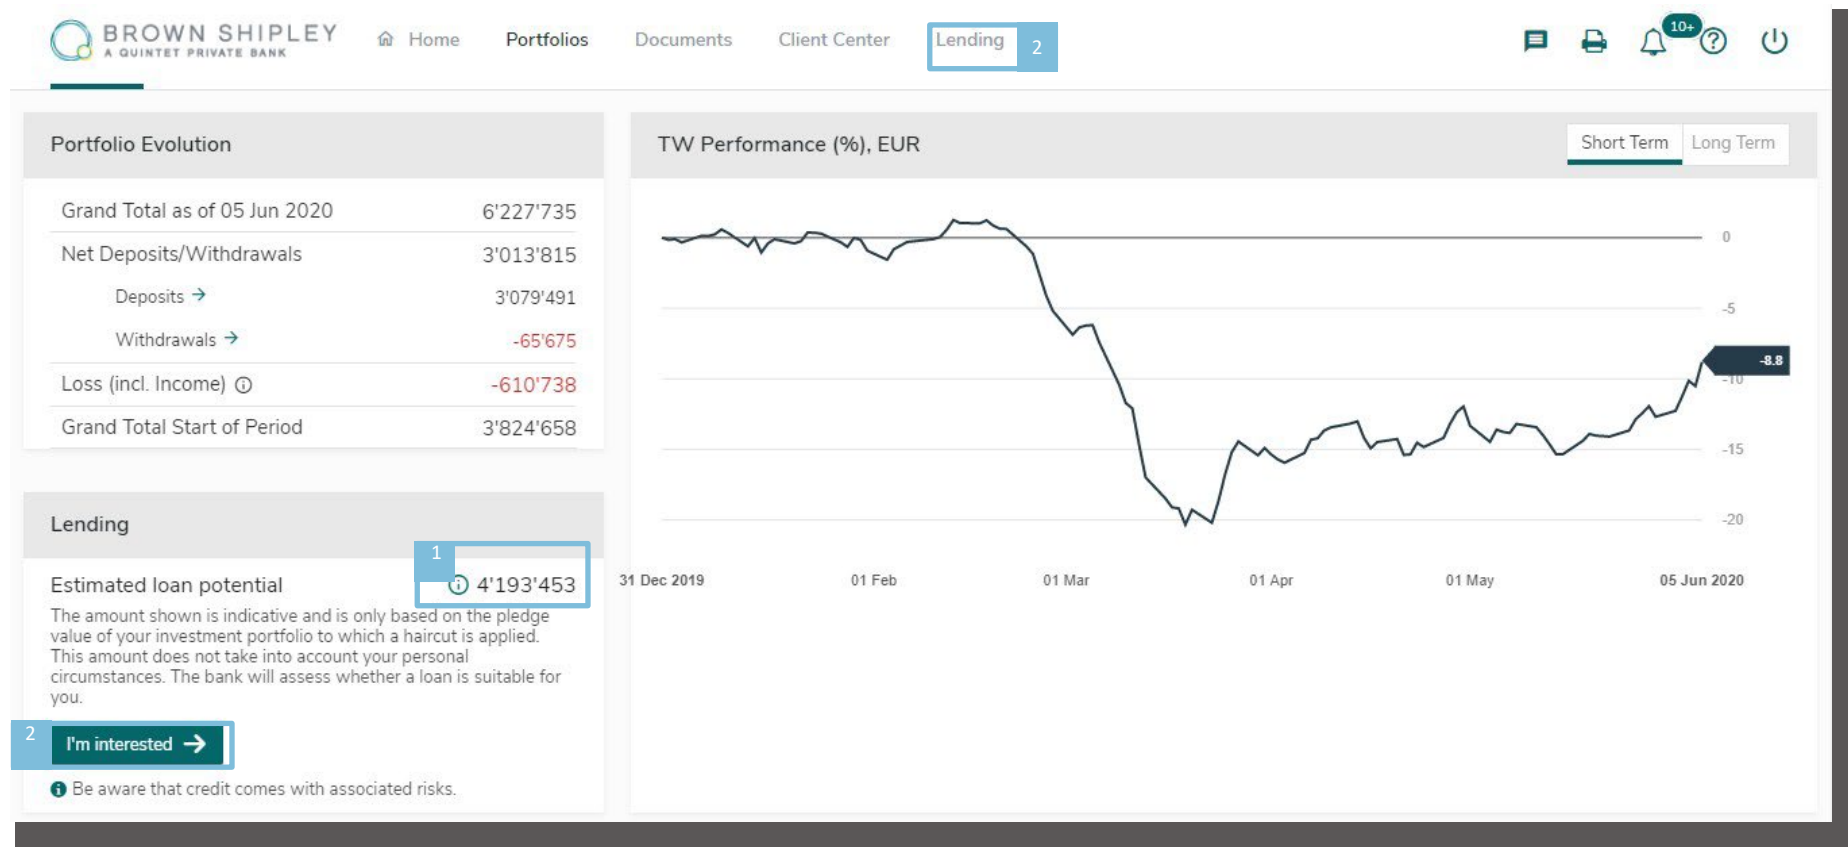 BROWN SHIPLEY
A QUINTET PRIVATE BANK
Home
Portfolios
Documents
Client Center
Lending
2
10+
Portfolio Evolution
Grand Total as of 05 Jun 2020 6'227'735
Net Deposits/Withdrawals 3'013'815
Deposits → 3'079'491
Withdrawals → -65'675
Loss (incl. Income) -610'738
Grand Total Start of Period 3'824'658
TW Performance (%), EUR
Short Term
Long Term
0
-5
-8.8
-10
-15
-20
31 Dec 2019
01 Feb
01 Mar
01 Apr
01 May
05 Jun 2020
Lending
1
Estimated loan potential 4'193'453
The amount shown is indicative and is only based on the pledge
value of your investment portfolio to which a haircut is applied.
This amount does not take into account your personal
circumstances. The bank will assess whether a loan is suitable for
you.
2
I'm interested →
Be aware that credit comes with associated risks.